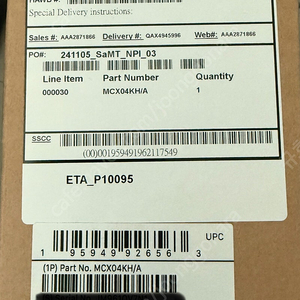 Special Delivery instructions:
Sales #: AAA2871866 Delivery #: QAX4945996 Web#: AAA2871866
PO#: 241105_SaMT_NPI_03
Line Item Part Number Quantity
000030 MCX04KH/A 1
SSCC
(00)001959491962117549
ETA_P10095
UPC
1 95949 92656 3
(1P) Part No. MCX04KH/A